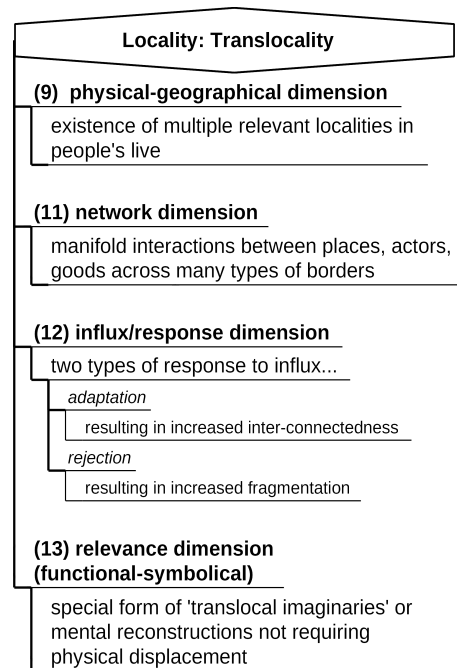 Locality: Translocality
(9) physical-geographical dimension
existence of multiple relevant localities in
people's live
(11) network dimension
manifold interactions between places, actors,
goods across many types of borders
(12) influx/response dimension
two types of response to influx...
adaptation
resulting in increased inter-connectedness
rejection
resulting in increased fragmentation
(13) relevance dimension
(functional-symbolical)
special form of 'translocal imaginaries' or
mental reconstructions not requiring
physical displacement